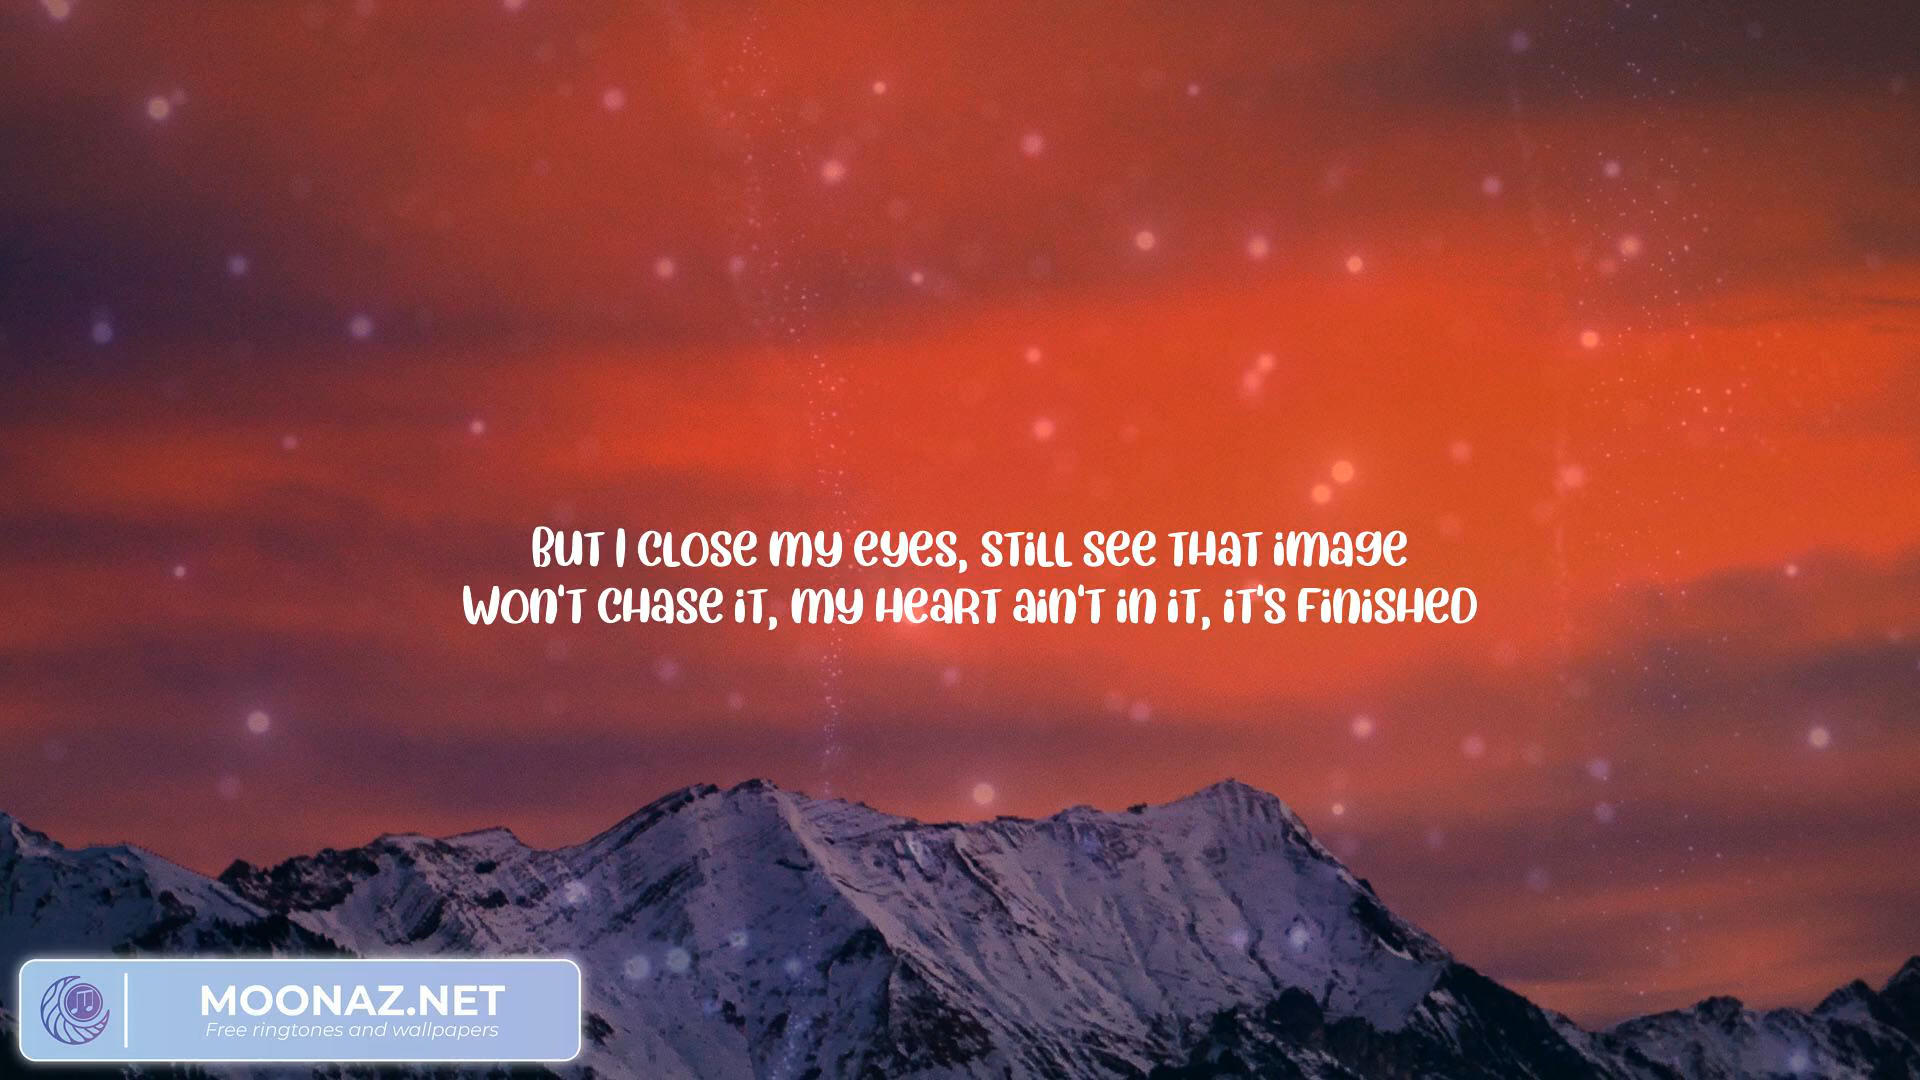 But I close my eyes, still see that image
Won't chase it, my heart ain't in it, it's finished
MOONAZ.NET
Free ringtones and wallpapers